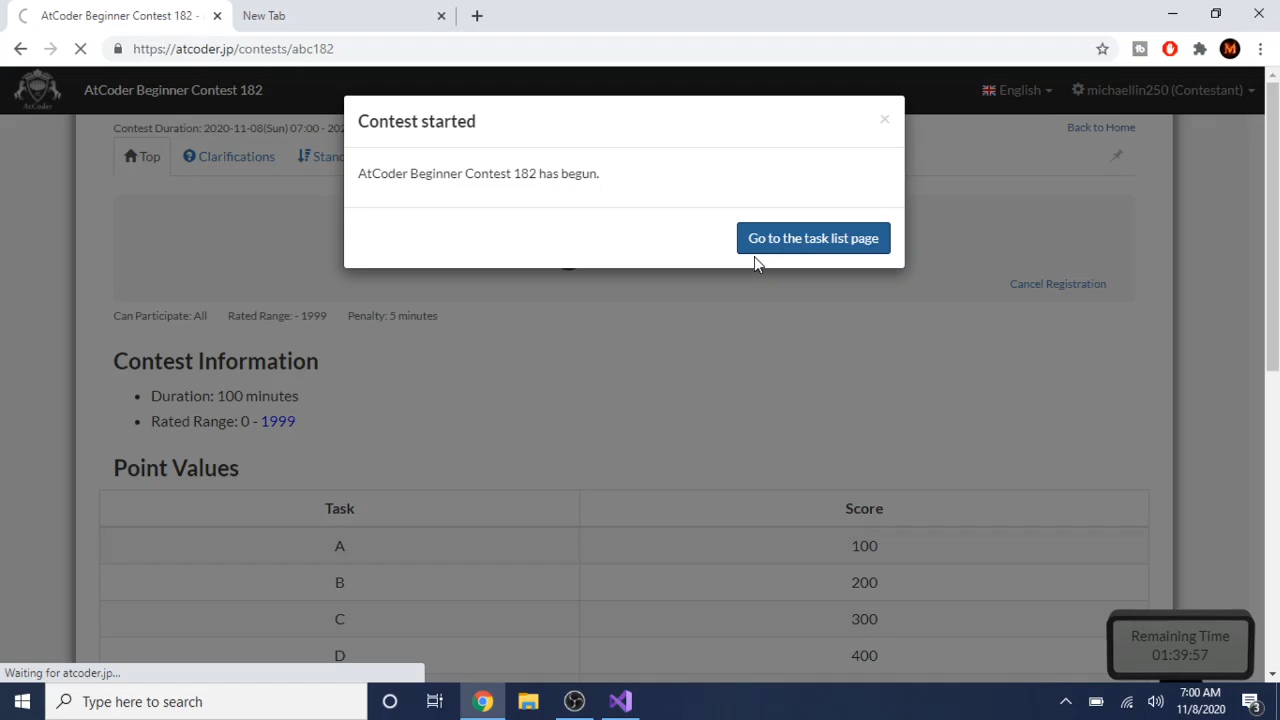 AtCoder Beginner Contest 182 -
New Tab
https://atcoder.jp/contests/abc182
M
AtCoder
AtCoder Beginner Contest 182
English
michaellin250 (Contestant)
Contest Duration: 2020-11-08(Sun) 07:00 - 202
Back to Home
Top
Clarifications
Stand
Contest started
×
AtCoder Beginner Contest 182 has begun.
Go to the task list page
Cancel Registration
Can Participate: All
Rated Range: - 1999
Penalty: 5 minutes
Contest Information
• Duration: 100 minutes
• Rated Range: 0 - 1999
Point Values
Task Score
A 100
B 200
C 300
D 400
Remaining Time
01:39:57
Waiting for atcoder.jp...
Type here to search
7:00 AM
11/8/2020
3